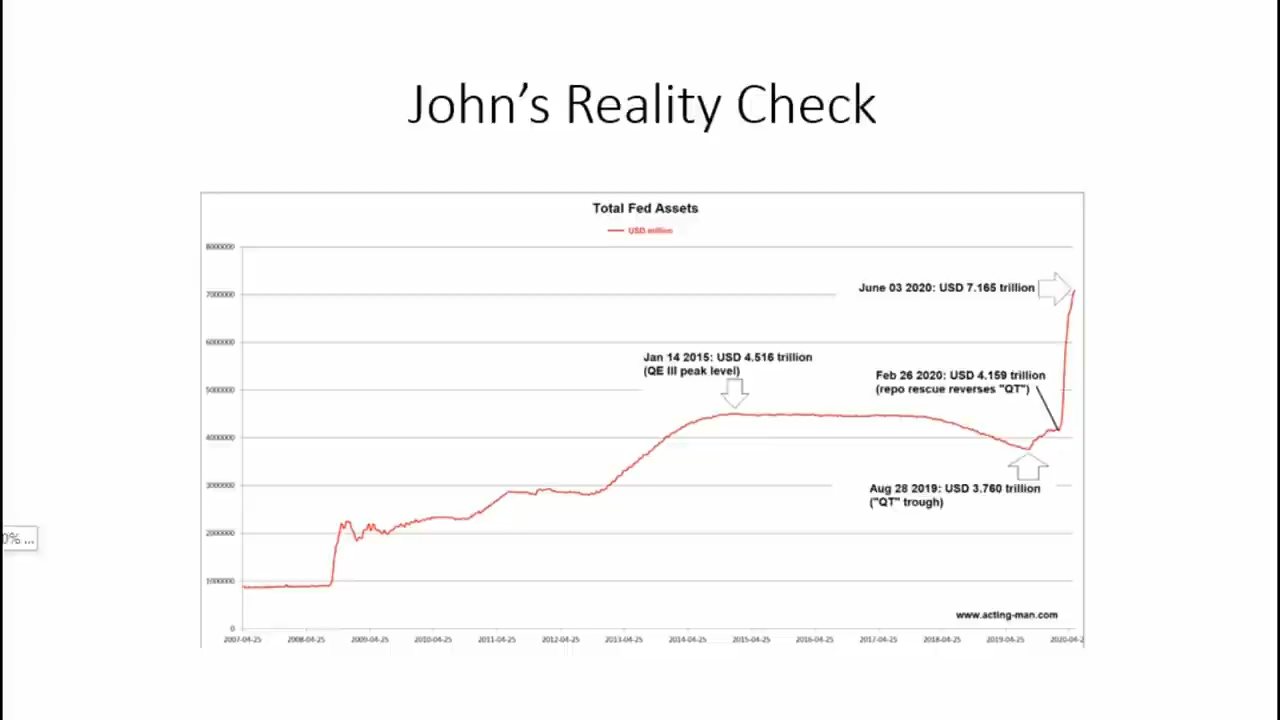 John’s Reality Check
Total Fed Assets
USD million
8000000
June 03 2020: USD 7.165 trillion
7000000
6000000
Jan 14 2015: USD 4.516 trillion
(QE III peak level)
Feb 26 2020: USD 4.159 trillion
(repo rescue reverses "QT")
5000000
4000000
3000000
Aug 28 2019: USD 3.760 trillion
("QT" trough)
0% ...
2000000
1000000
www.acting-man.com
0
2007-04-25 2008-04-25 2009-04-25 2010-04-25 2011-04-25 2012-04-25 2013-04-25 2014-04-25 2015-04-25 2016-04-25 2017-04-25 2018-04-25 2019-04-25 2020-04-2